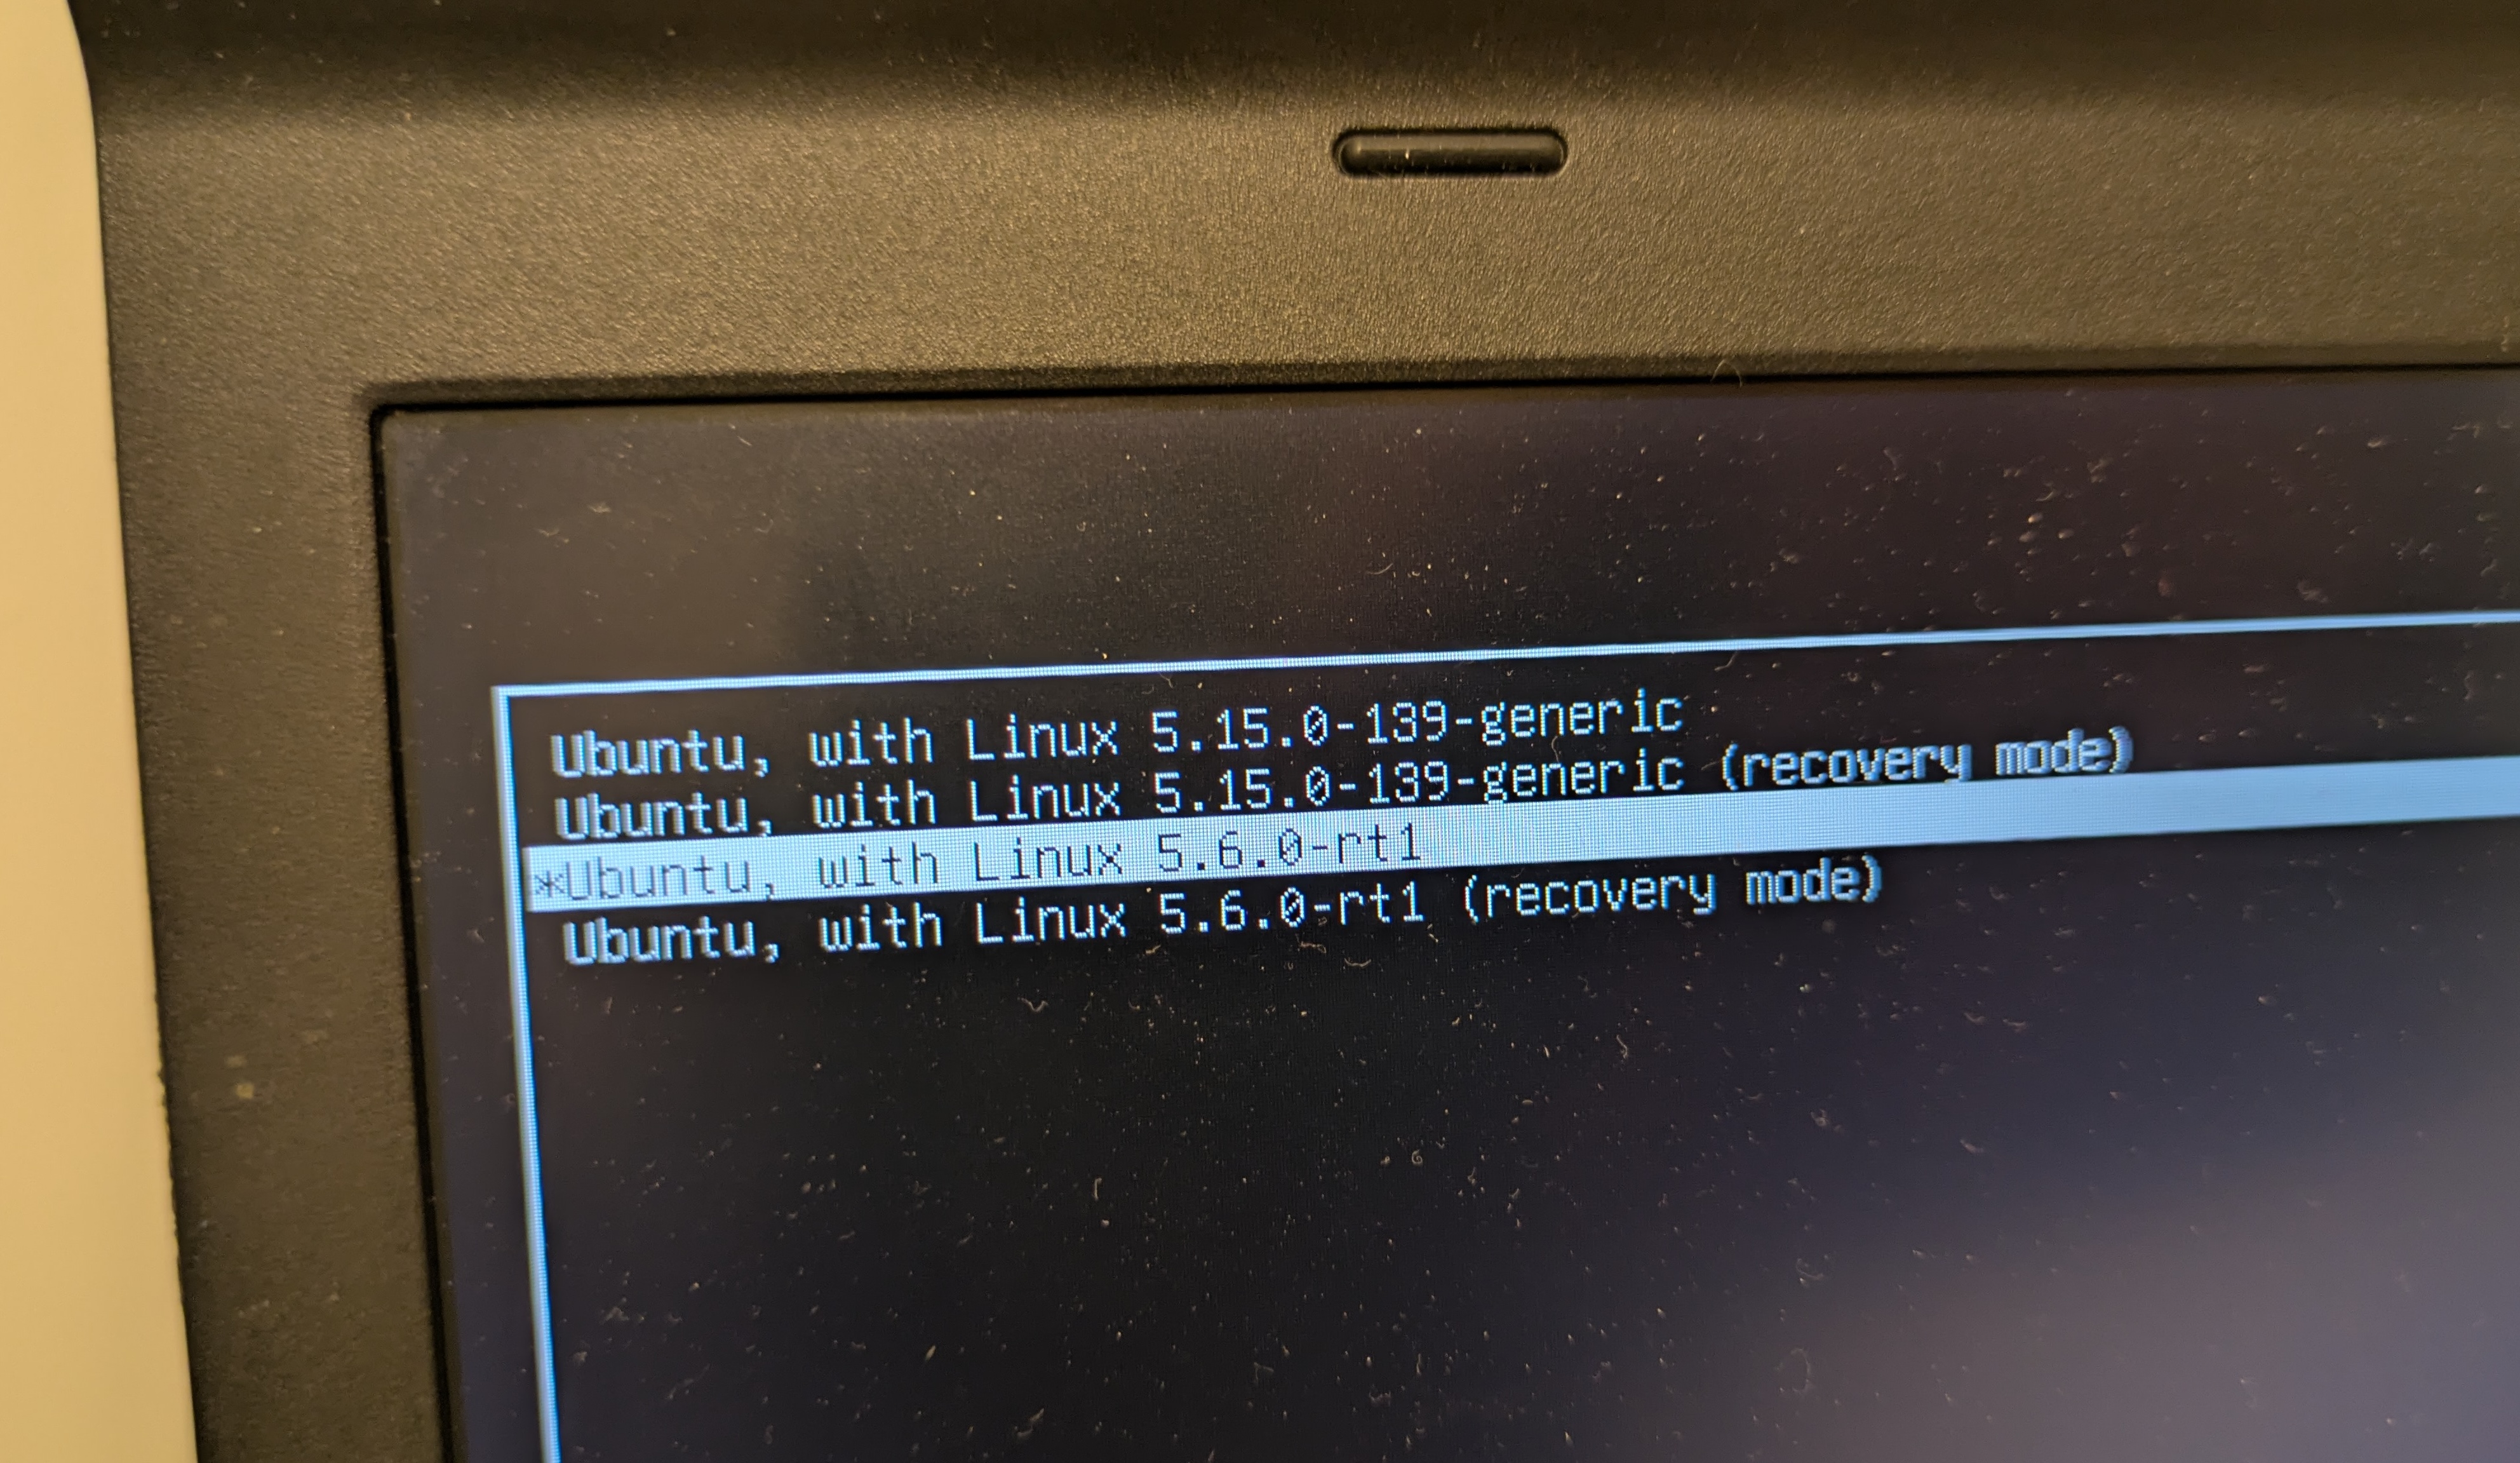 Ubuntu, with Linux 5.15.0-139-generic
Ubuntu, with Linux 5.15.0-139-generic (recovery mode)
*Ubuntu, with Linux 5.6.0-rt1
Ubuntu, with Linux 5.6.0-rt1 (recovery mode)